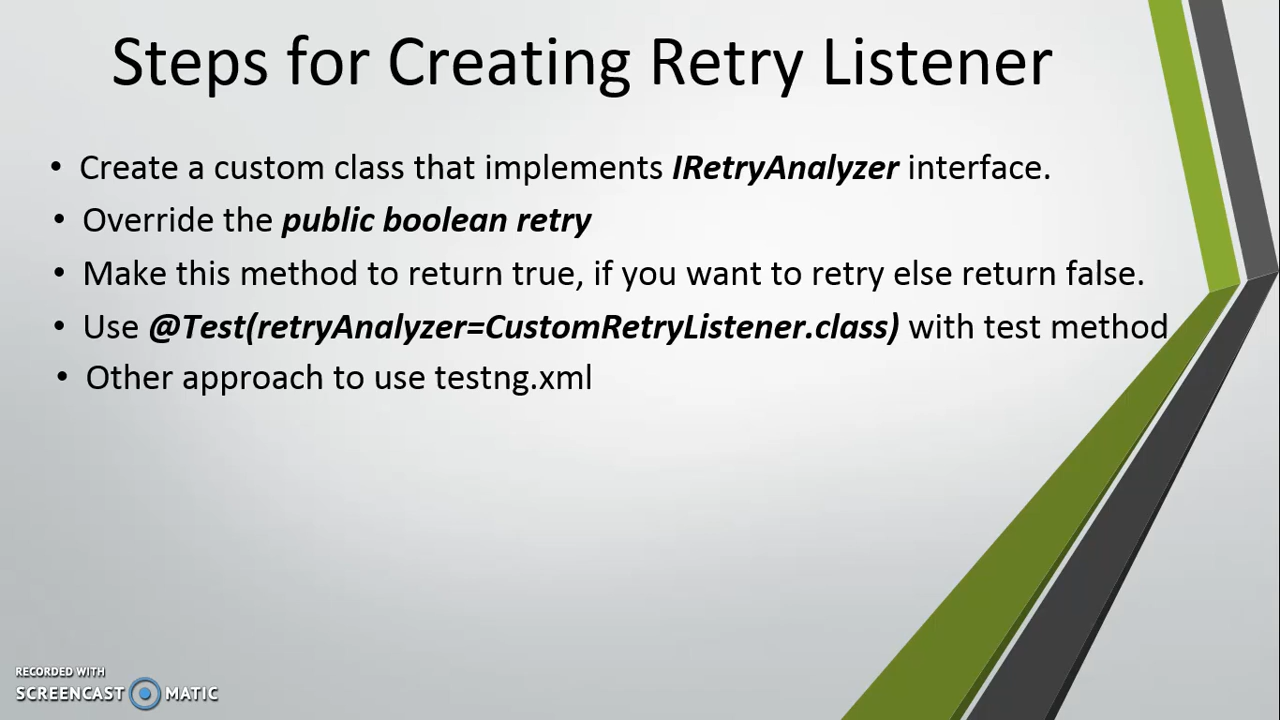 Steps for Creating Retry Listener
• Create a custom class that implements IRetryAnalyzer interface.
• Override the public boolean retry
• Make this method to return true, if you want to retry else return false.
• Use @Test(retryAnalyzer=CustomRetryListener.class) with test method
• Other approach to use testng.xml
RECORDED WITH
SCREENCAST MATIC